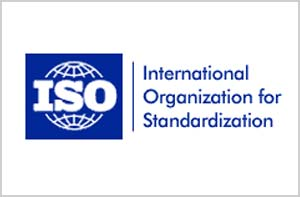 ISO
International
Organization for
Standardization